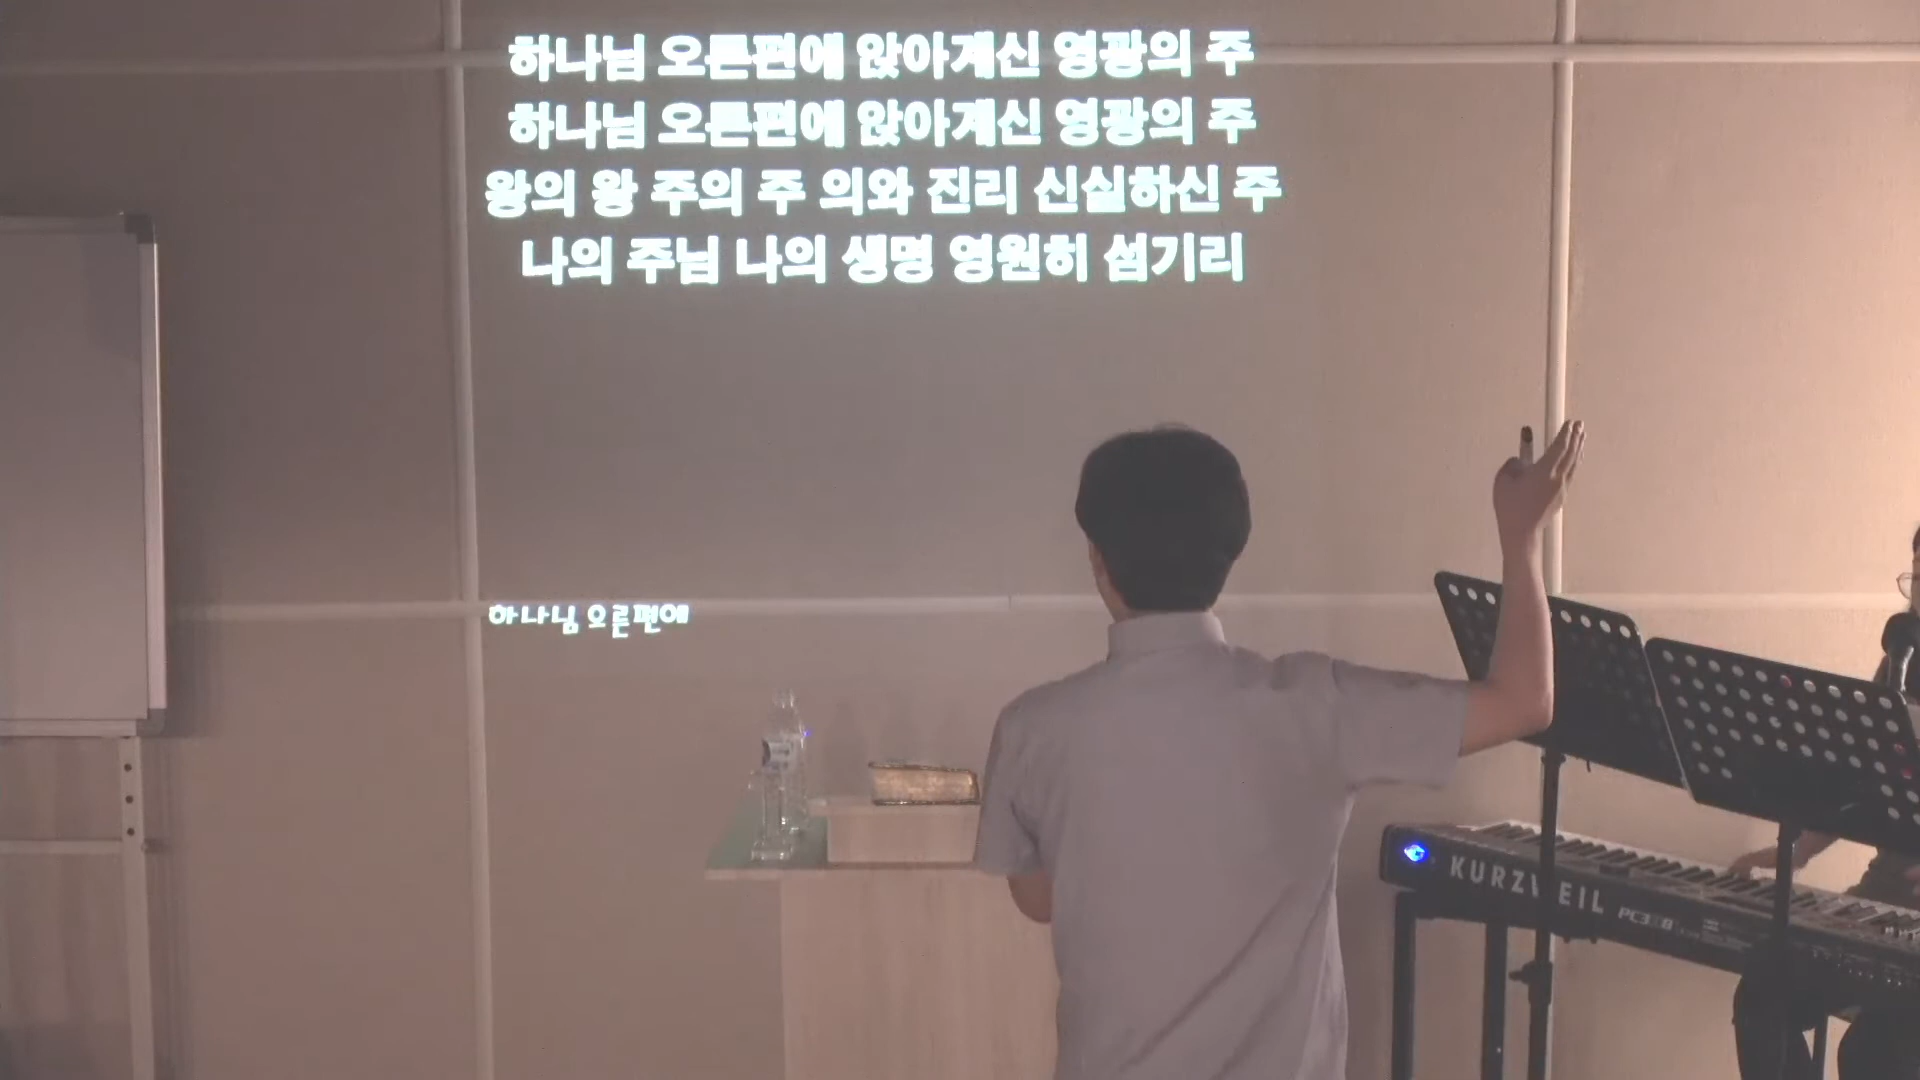 하나님 오른편에 앉아계신 영광의 주
하나님 오른편에 앉아계신 영광의 주
왕의 왕 주의 주 의와 진리 신실하신 주
나의 주님 나의 생명 영원히 섬기리
하나님 오른편에
KURZWEIL